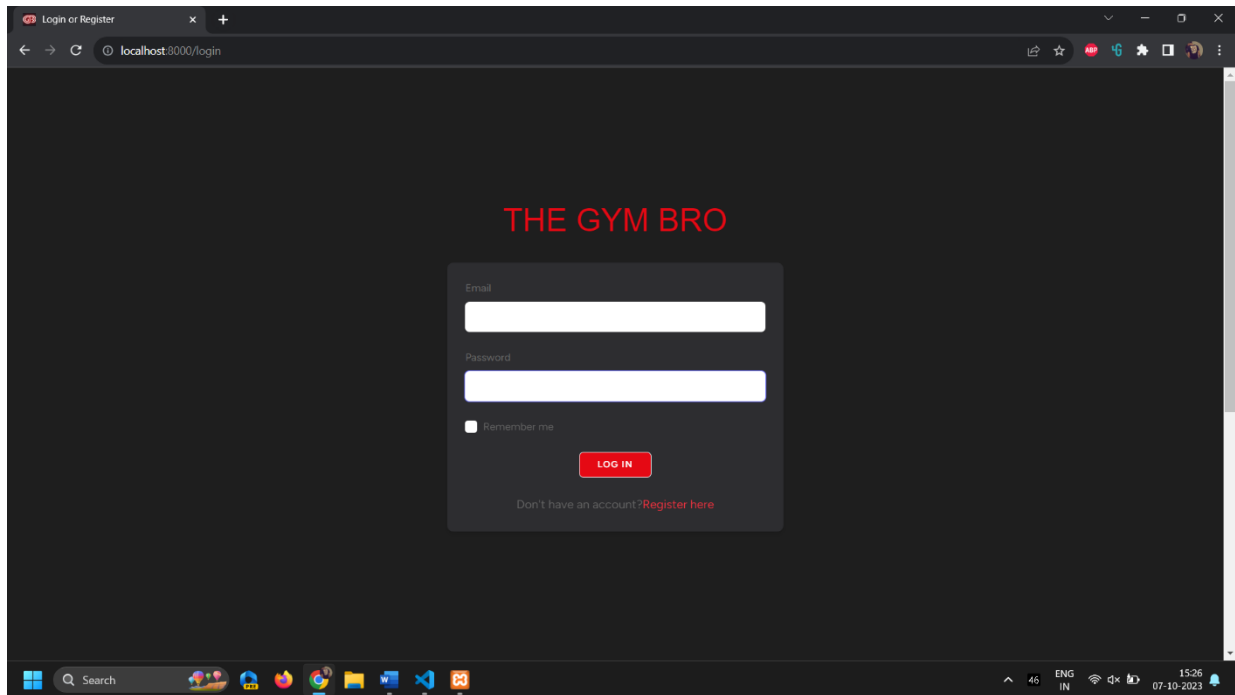 Login or Register
localhost:8000/login
ABP
THE GYM BRO
Email
Password
Remember me
LOG IN
Don't have an account?Register here
Search
46
ENG
IN
15:26
07-10-2023